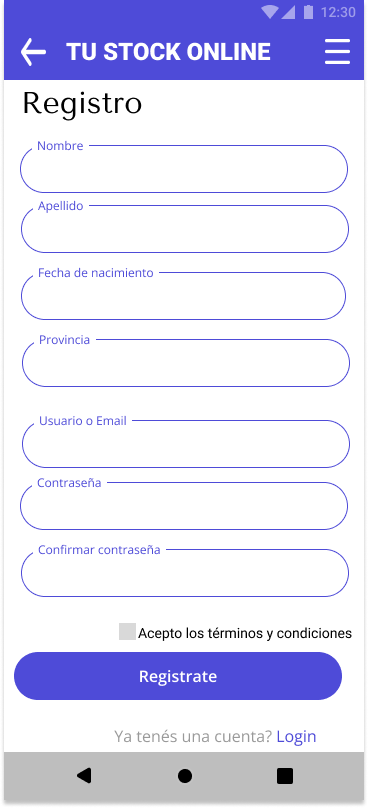 12:30
TU STOCK ONLINE
Registro
Nombre
Apellido
Fecha de nacimiento
Provincia
Usuario o Email
Contraseña
Confirmar contraseña
Acepto los términos y condiciones
Registrate
Ya tenés una cuenta? Login